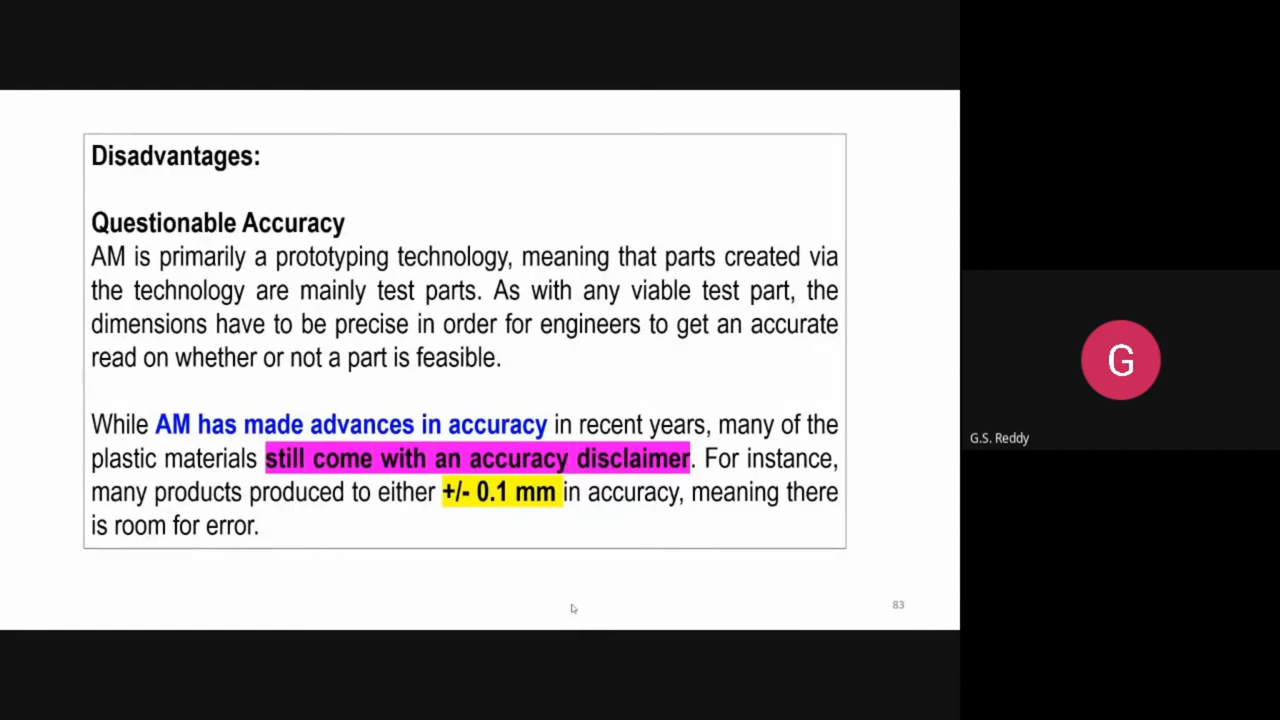 Disadvantages:
Questionable Accuracy
AM is primarily a prototyping technology, meaning that parts created via
the technology are mainly test parts. As with any viable test part, the
dimensions have to be precise in order for engineers to get an accurate
read on whether or not a part is feasible.
While AM has made advances in accuracy in recent years, many of the
plastic materials still come with an accuracy disclaimer. For instance,
many products produced to either +/- 0.1 mm in accuracy, meaning there
is room for error.
83
G
G.S. Reddy